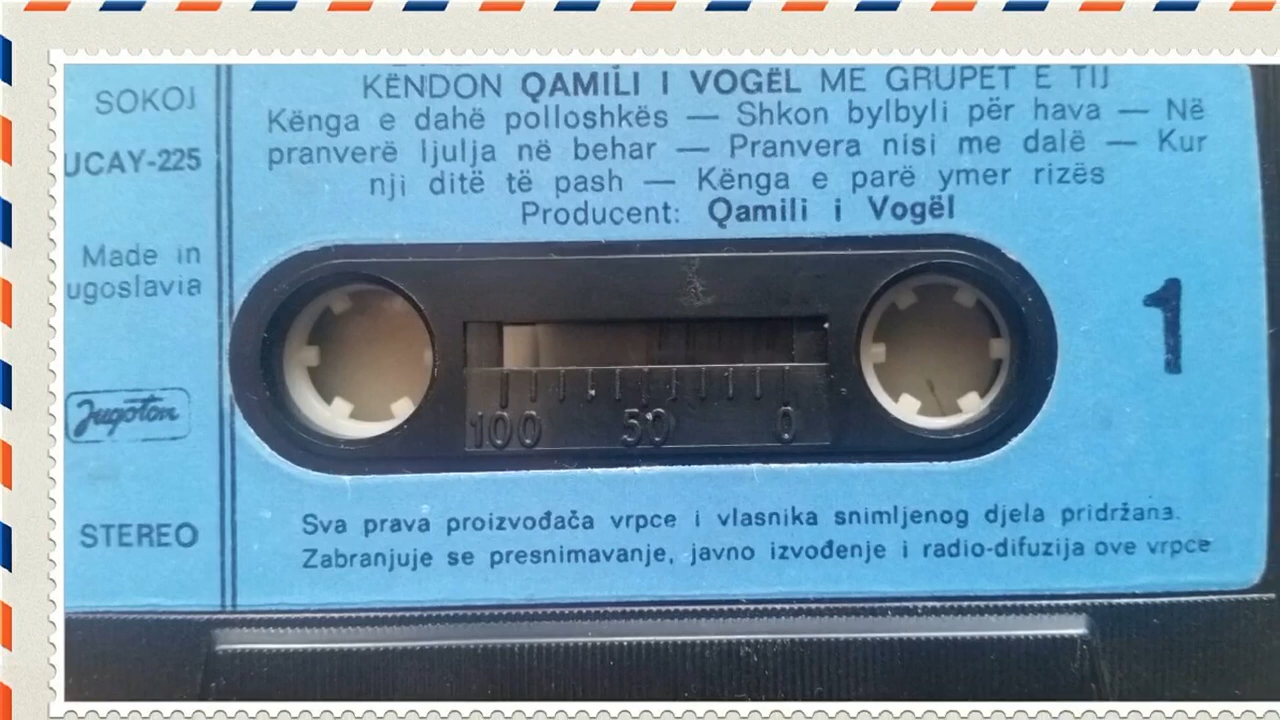 KËNDON QAMILI I VOGËL ME GRUPET E TIJ
Kënga e dahë polloshkës — Shkon bylbyli për hava — Në
pranverë ljulja në behar — Pranvera nisi me dalë — Kur
nji ditë të pash — Kënga e parë ymer rizës
Producent: Qamili i Vogël
SOKOJ
UCAY-225
Made in
ugoslavia
Jugoton
STEREO
1
100 50 0
Sva prava proizvođača vrpce i vlasnika snimljenog djela pridržana.
Zabranjuje se presnimavanje, javno izvođenje i radio-difuzija ove vrpce